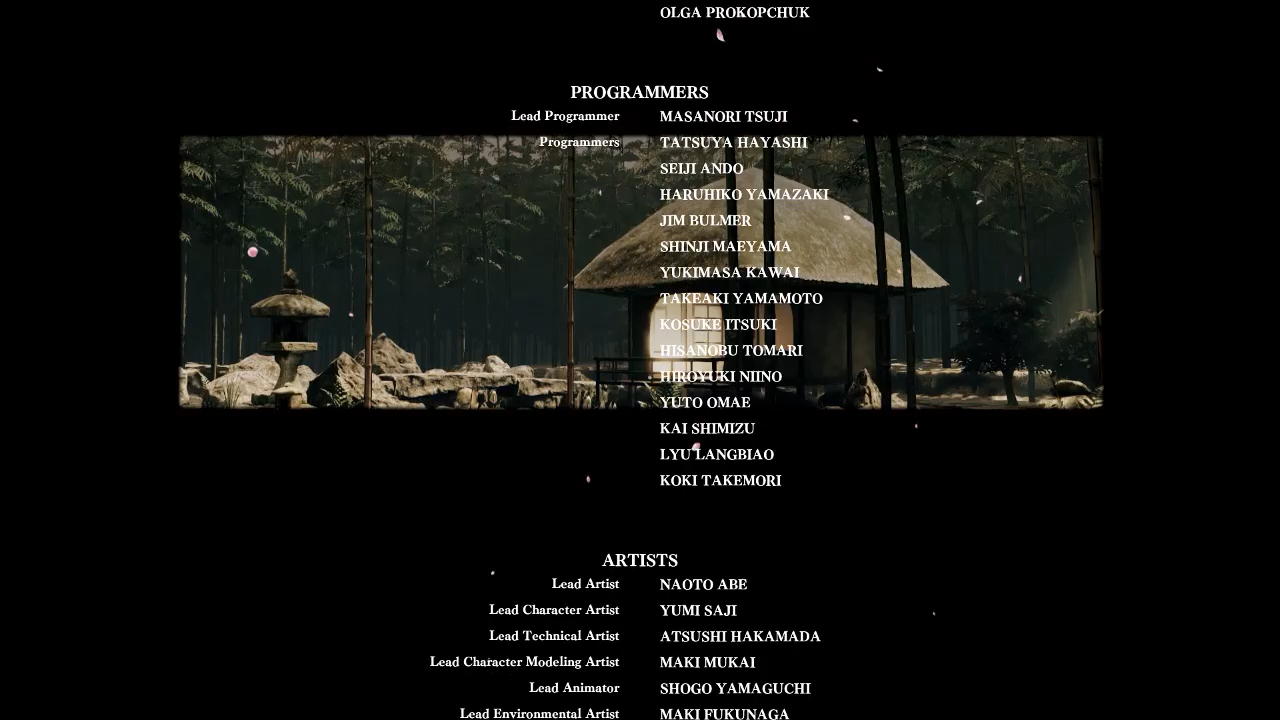 OLGA PROKOPCHUK
PROGRAMMERS
Lead Programmer MASANORI TSUJI
Programmers TATSUYA HAYASHI
SEIJI ANDO
HARUHIKO YAMAZAKI
JIM BULMER
SHINJI MAEYAMA
YUKIMASA KAWAI
TAKEAKI YAMAMOTO
KOSUKE ITSUKI
HISANOBU TOMARI
HIROYUKI NIINO
YUTO OMAE
KAI SHIMIZU
LYU LANGBIAO
KOKI TAKEMORI
ARTISTS
Lead Artist NAOTO ABE
Lead Character Artist YUMI SAJI
Lead Technical Artist ATSUSHI HAKAMADA
Lead Character Modeling Artist MAKI MUKAI
Lead Animator SHOGO YAMAGUCHI
Lead Environmental Artist MAKI FUKUNAGA